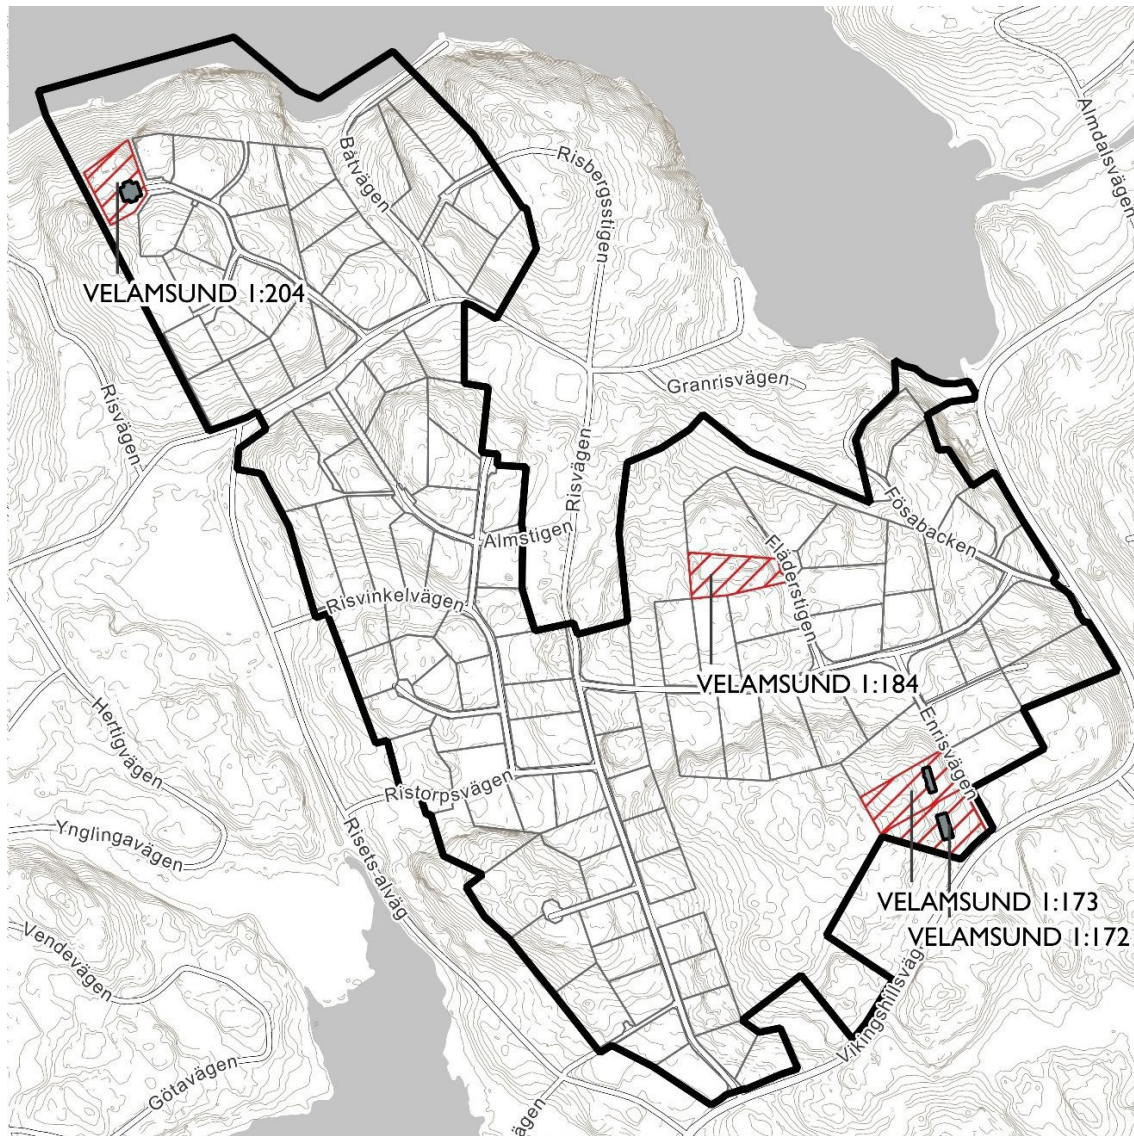 Almdalsvägen
Båtvägen
Risbergsstigen
VELAMSUND 1:204
Granrisvägen
Risvägen
Risvägen
Fösabacken
Almstigen
Fläderstigen
Risvinkelvägen
VELAMSUND 1:184
Hertigvägen
Enrisvägen
Ristorpsvägen
Ynglingavägen
Risets alväg
VELAMSUND 1:173
VELAMSUND 1:172
Vendevägen
Vikingshillsväg
Götavägen
ägen